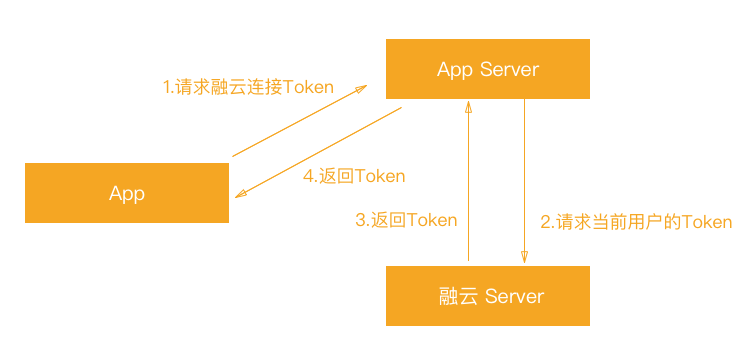 App Server
1.请求融云连接Token
App
4.返回Token
3.返回Token
2.请求当前用户的Token
融云 Server